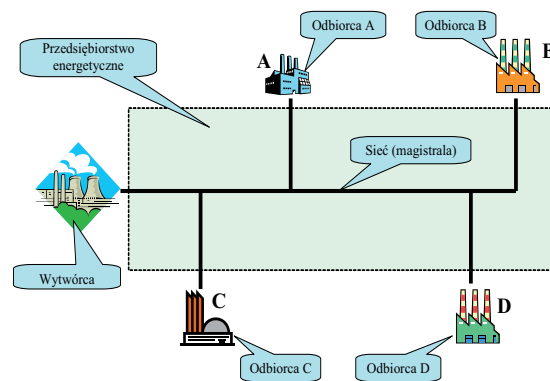 Odbiorca A
Odbiorca B
Przedsiębiorstwo
energetyczne
A
B
Sieć (magistrala)
Wytwórca
C
D
Odbiorca C
Odbiorca D